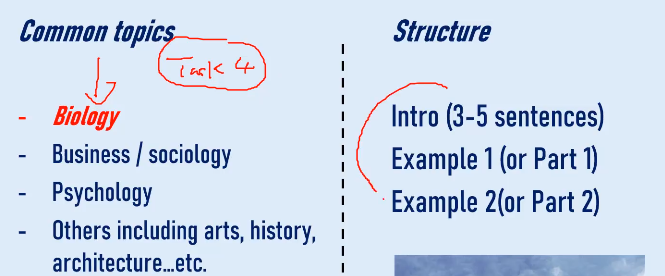 Common topics
Task 4
- Biology
- Business / sociology
- Psychology
- Others including arts, history,
architecture...etc.
Structure
Intro (3-5 sentences)
Example 1 (or Part 1)
Example 2(or Part 2)